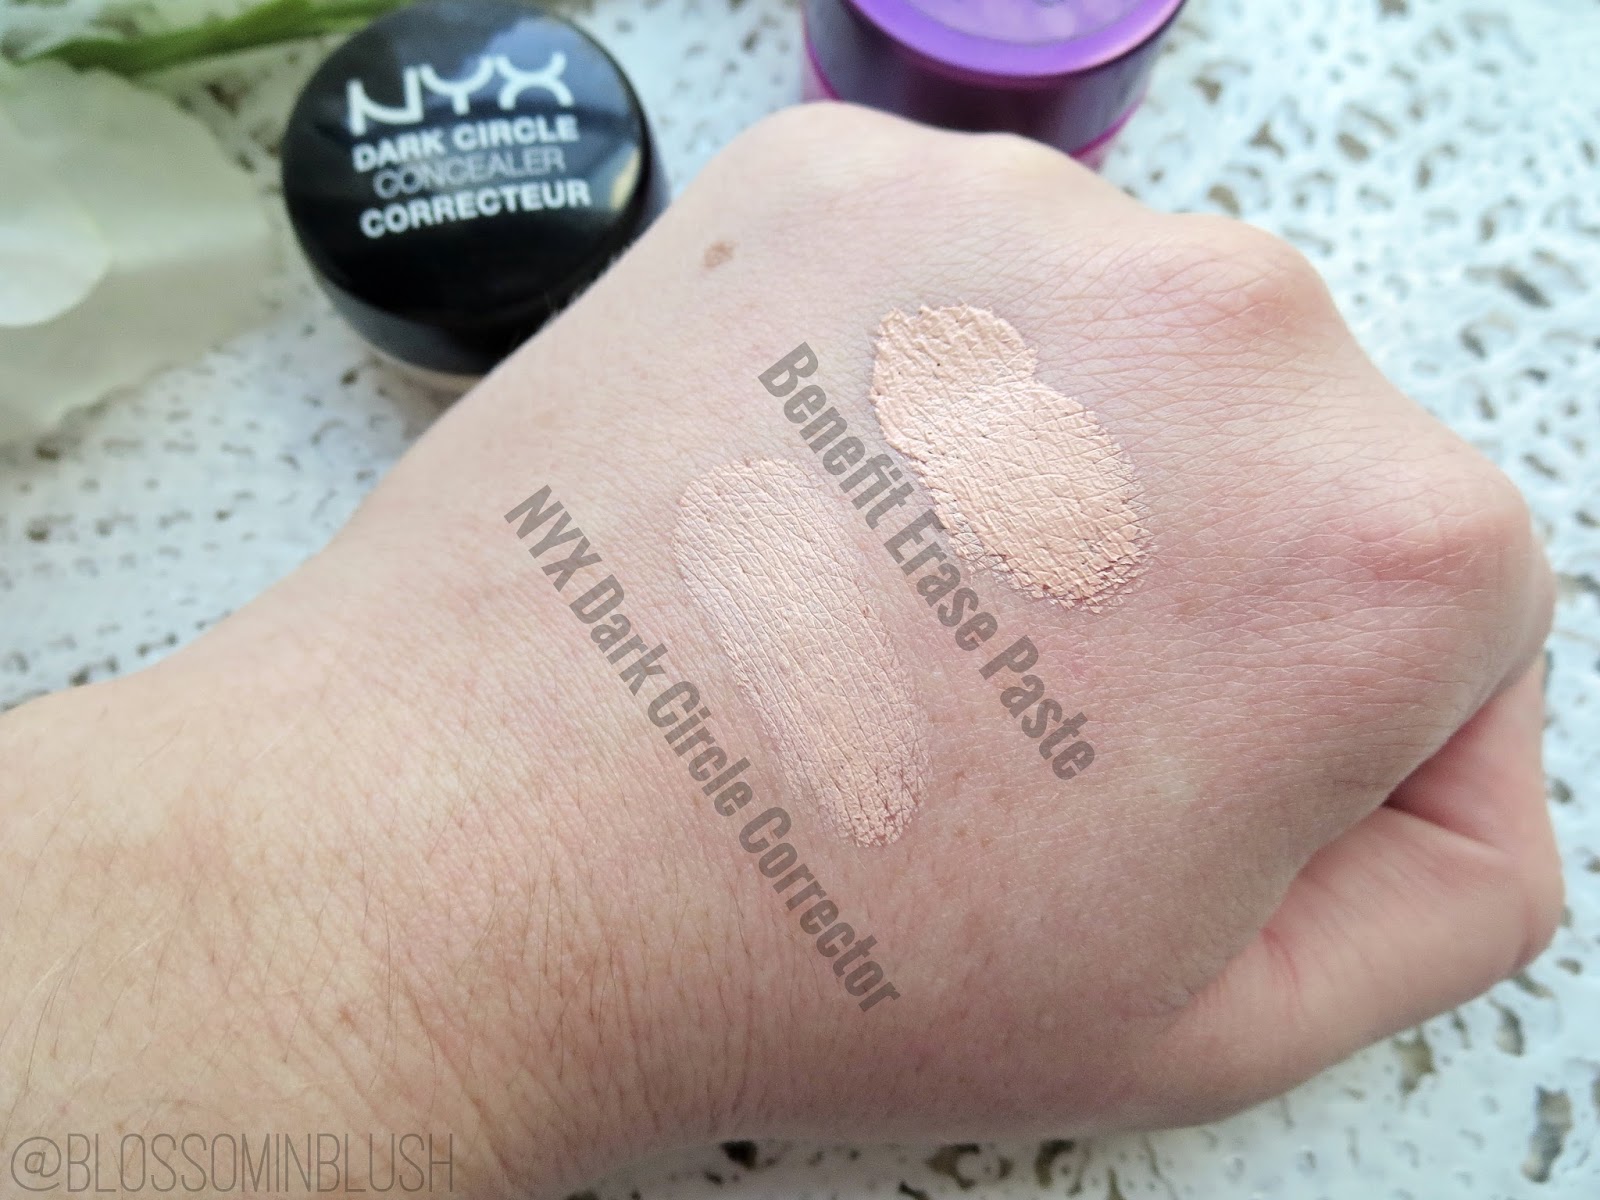 NYX
DARK CIRCLE
CONCEALER
CORRECTEUR
Benefit Erase Paste
NYX Dark Circle Corrector
@BLOSSOMINBLUSH